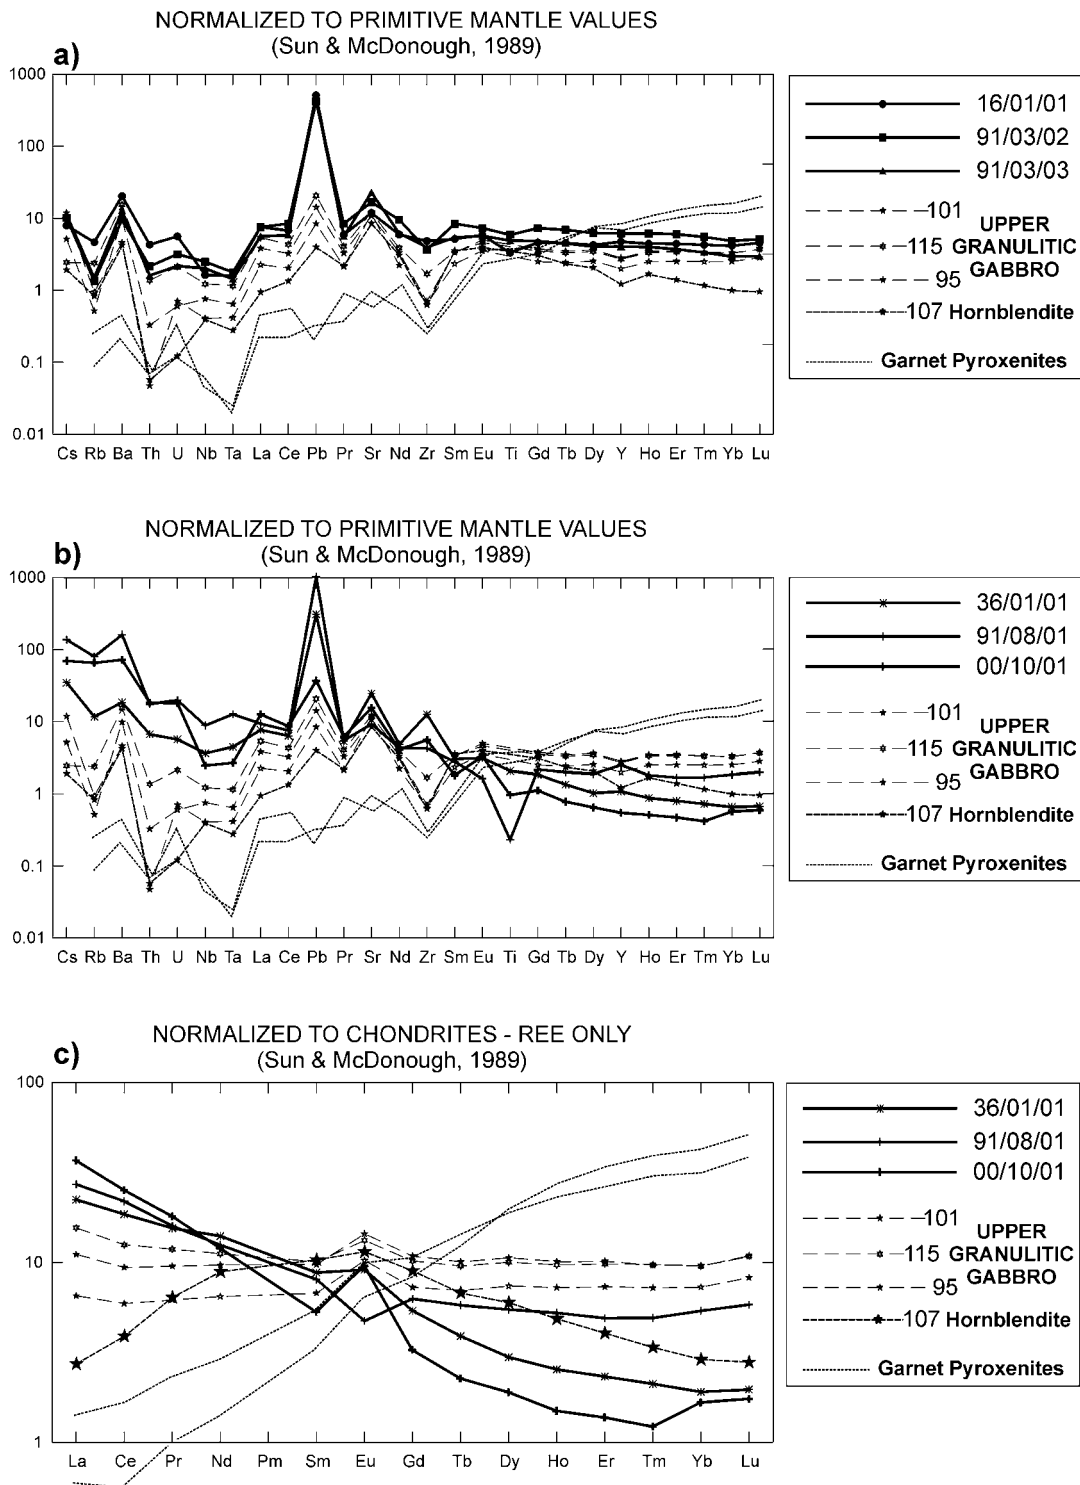 NORMALIZED TO PRIMITIVE MANTLE VALUES
(Sun & McDonough, 1989)
a)
1000
100
10
1
0.1
0.01
Cs Rb Ba Th U Nb Ta La Ce Pb Pr Sr Nd Zr Sm Eu Ti Gd Tb Dy Y Ho Er Tm Yb Lu
16/01/01
91/03/02
91/03/03
101
115
95
UPPER
GRANULITIC
GABBRO
107 Hornblendite
Garnet Pyroxenites
NORMALIZED TO PRIMITIVE MANTLE VALUES
(Sun & McDonough, 1989)
b)
1000
100
10
1
0.1
0.01
Cs Rb Ba Th U Nb Ta La Ce Pb Pr Sr Nd Zr Sm Eu Ti Gd Tb Dy Y Ho Er Tm Yb Lu
36/01/01
91/08/01
00/10/01
101
115
95
UPPER
GRANULITIC
GABBRO
107 Hornblendite
Garnet Pyroxenites
NORMALIZED TO CHONDRITES - REE ONLY
(Sun & McDonough, 1989)
c)
100
10
1
La Ce Pr Nd Pm Sm Eu Gd Tb Dy Ho Er Tm Yb Lu
36/01/01
91/08/01
00/10/01
101
115
95
UPPER
GRANULITIC
GABBRO
107 Hornblendite
Garnet Pyroxenites